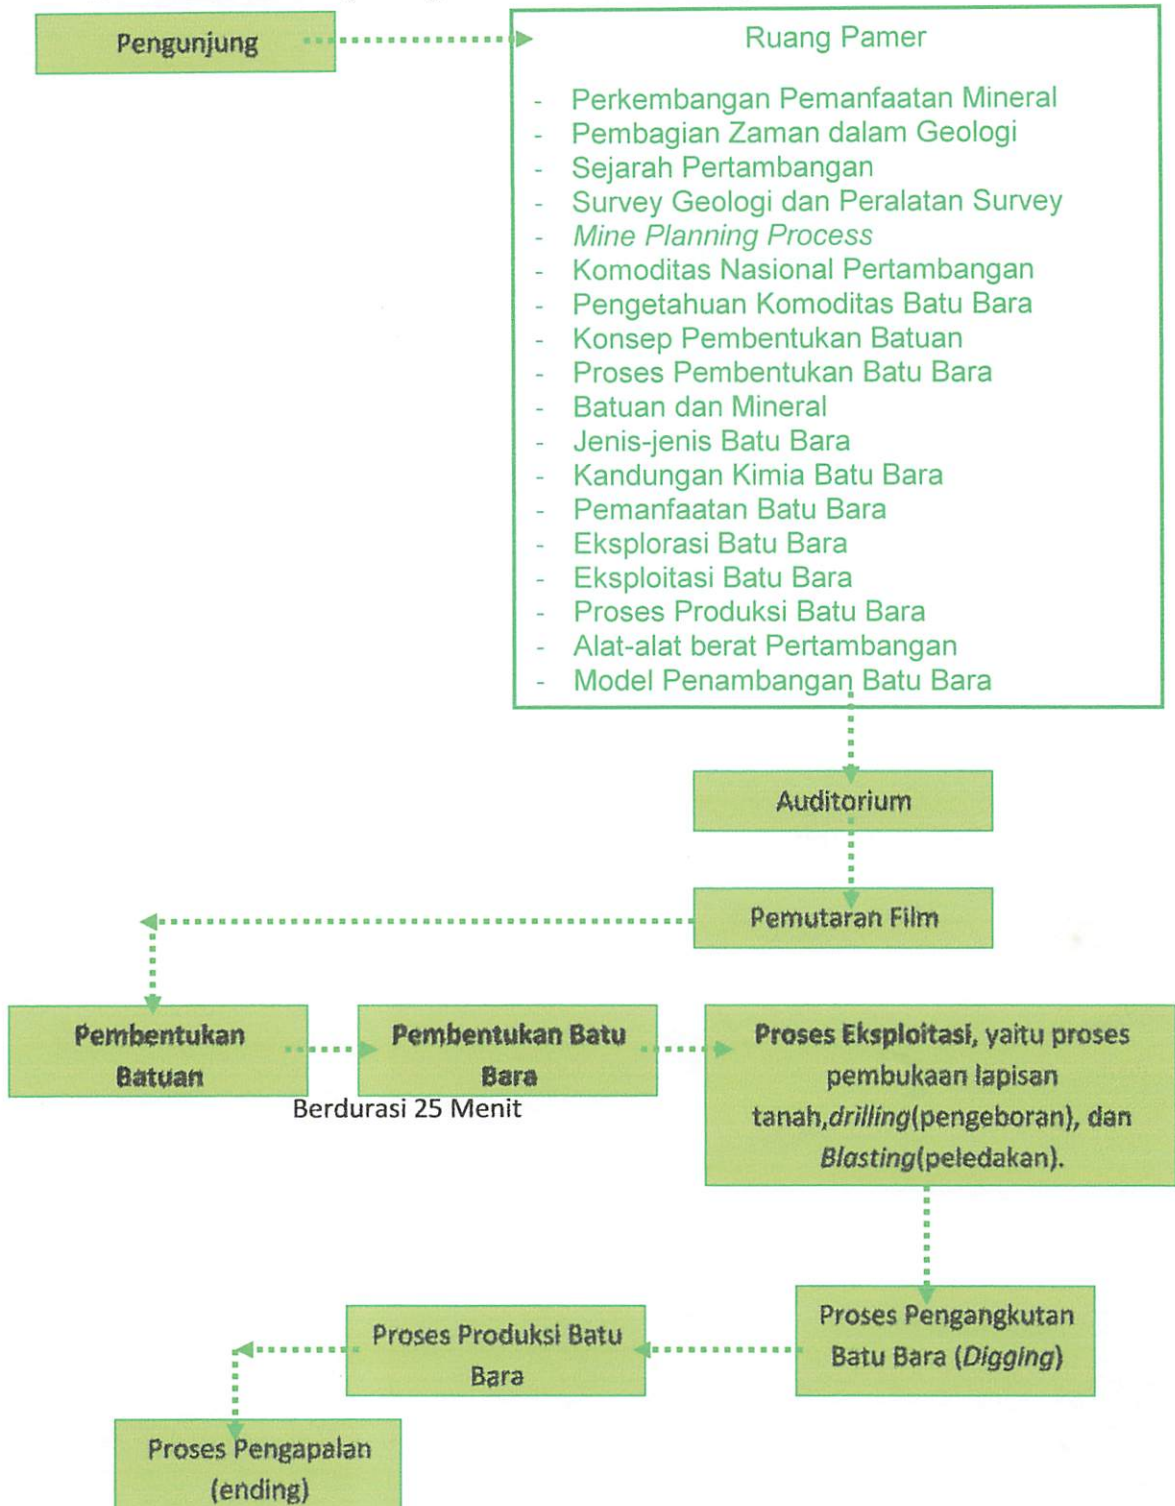 Pengunjung
Ruang Pamer
- Perkembangan Pemanfaatan Mineral
- Pembagian Zaman dalam Geologi
- Sejarah Pertambangan
- Survey Geologi dan Peralatan Survey
- Mine Planning Process
- Komoditas Nasional Pertambangan
- Pengetahuan Komoditas Batu Bara
- Konsep Pembentukan Batuan
- Proses Pembentukan Batu Bara
- Batuan dan Mineral
- Jenis-jenis Batu Bara
- Kandungan Kimia Batu Bara
- Pemanfaatan Batu Bara
- Eksplorasi Batu Bara
- Eksploitasi Batu Bara
- Proses Produksi Batu Bara
- Alat-alat berat Pertambangan
- Model Penambangan Batu Bara
Auditorium
Pemutaran Film
Pembentukan
Batuan
Pembentukan Batu
Bara
Berdurasi 25 Menit
Proses Eksploitasi, yaitu proses
pembukaan lapisan
tanah,drilling(pengeboran), dan
Blasting(peledakan).
Proses Pengangkutan
Batu Bara (Digging)
Proses Produksi Batu
Bara
Proses Pengapalan
(ending)